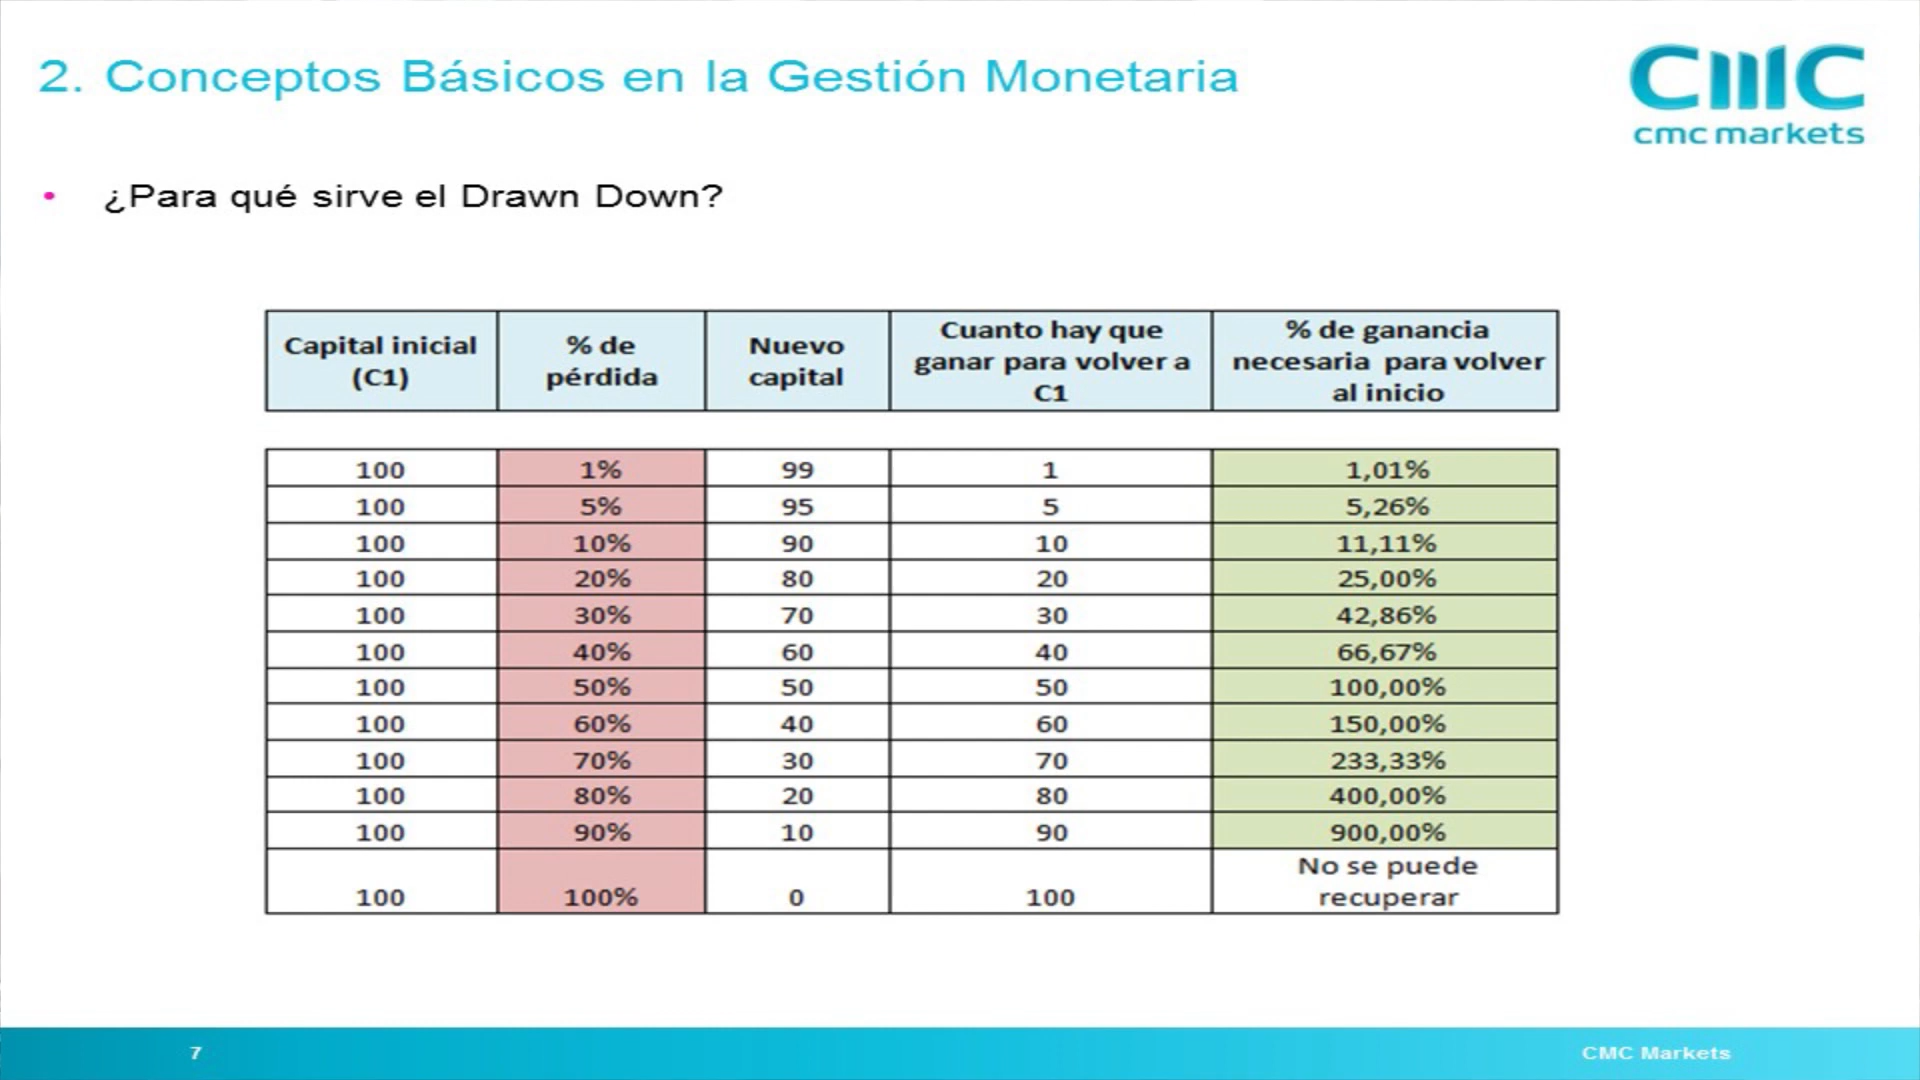 2. Conceptos Básicos en la Gestión Monetaria
CMC
cmc markets
• ¿Para qué sirve el Drawn Down?
Capital inicial (C1) % de pérdida Nuevo capital Cuanto hay que ganar para volver a C1 % de ganancia necesaria para volver al inicio
100 1% 99 1 1,01%
100 5% 95 5 5,26%
100 10% 90 10 11,11%
100 20% 80 20 25,00%
100 30% 70 30 42,86%
100 40% 60 40 66,67%
100 50% 50 50 100,00%
100 60% 40 60 150,00%
100 70% 30 70 233,33%
100 80% 20 80 400,00%
100 90% 10 90 900,00%
100 100% 0 100 No se puede recuperar
7 CMC Markets